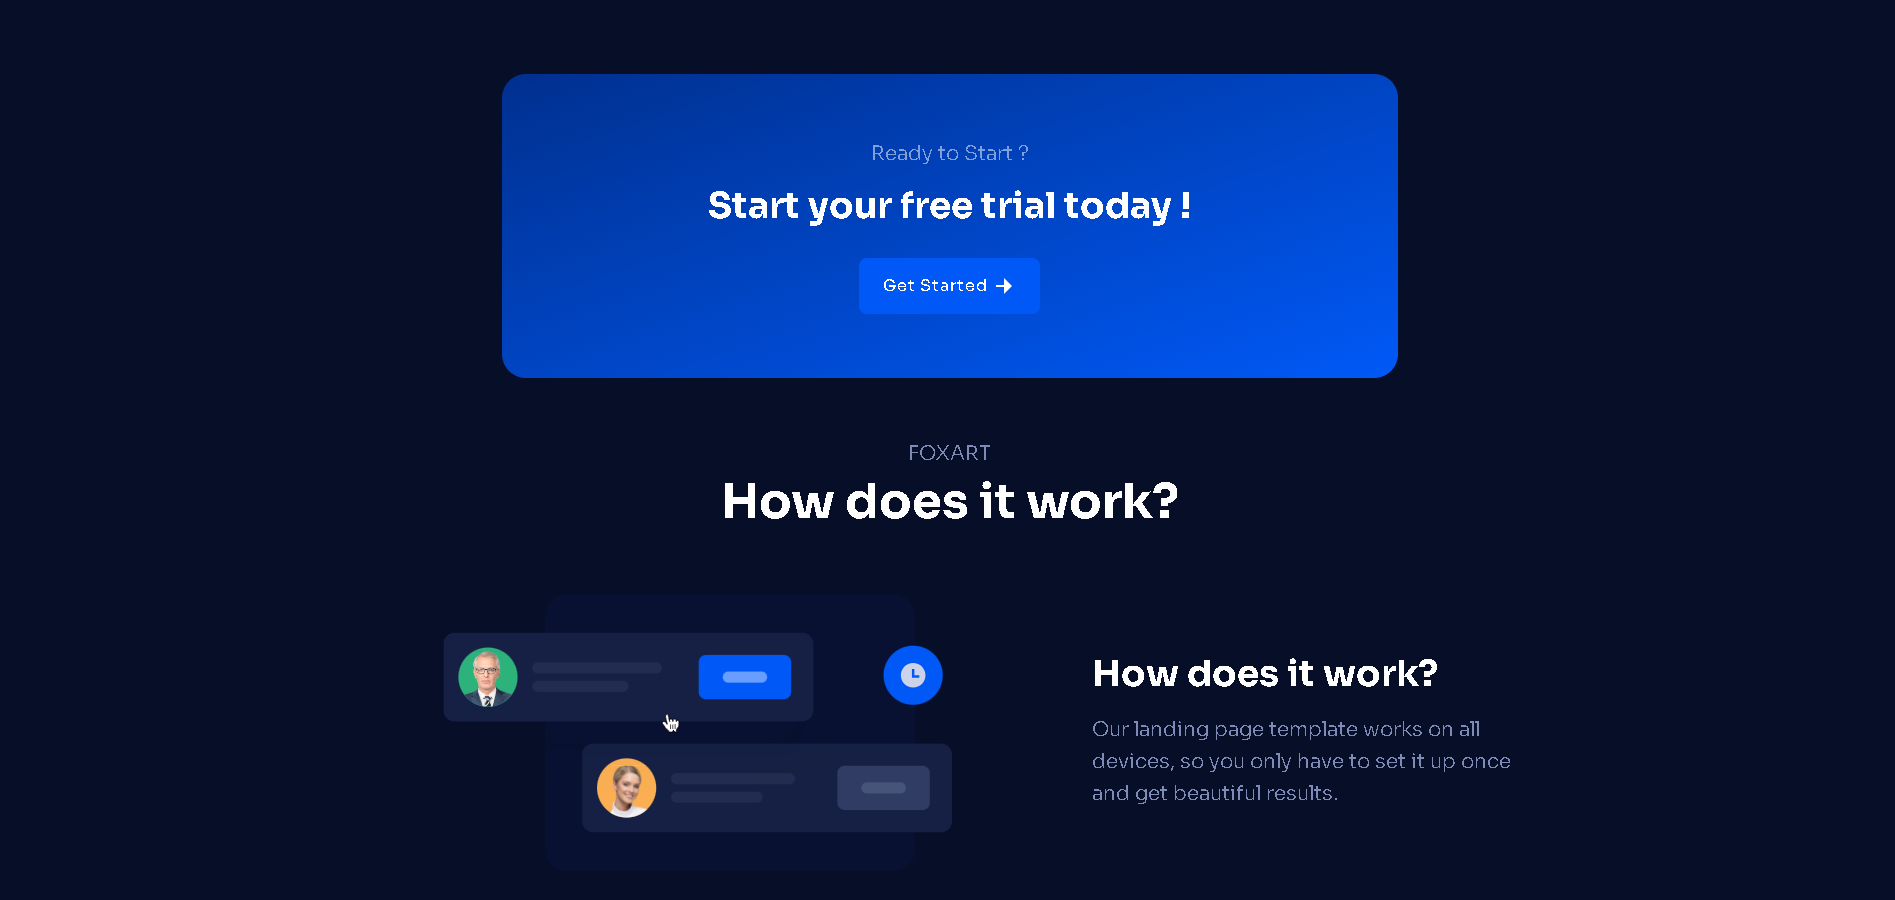 Ready to Start ?
Start your free trial today !
Get Started
FOXART
How does it work?
How does it work?
Our landing page template works on all
devices, so you only have to set it up once
and get beautiful results.